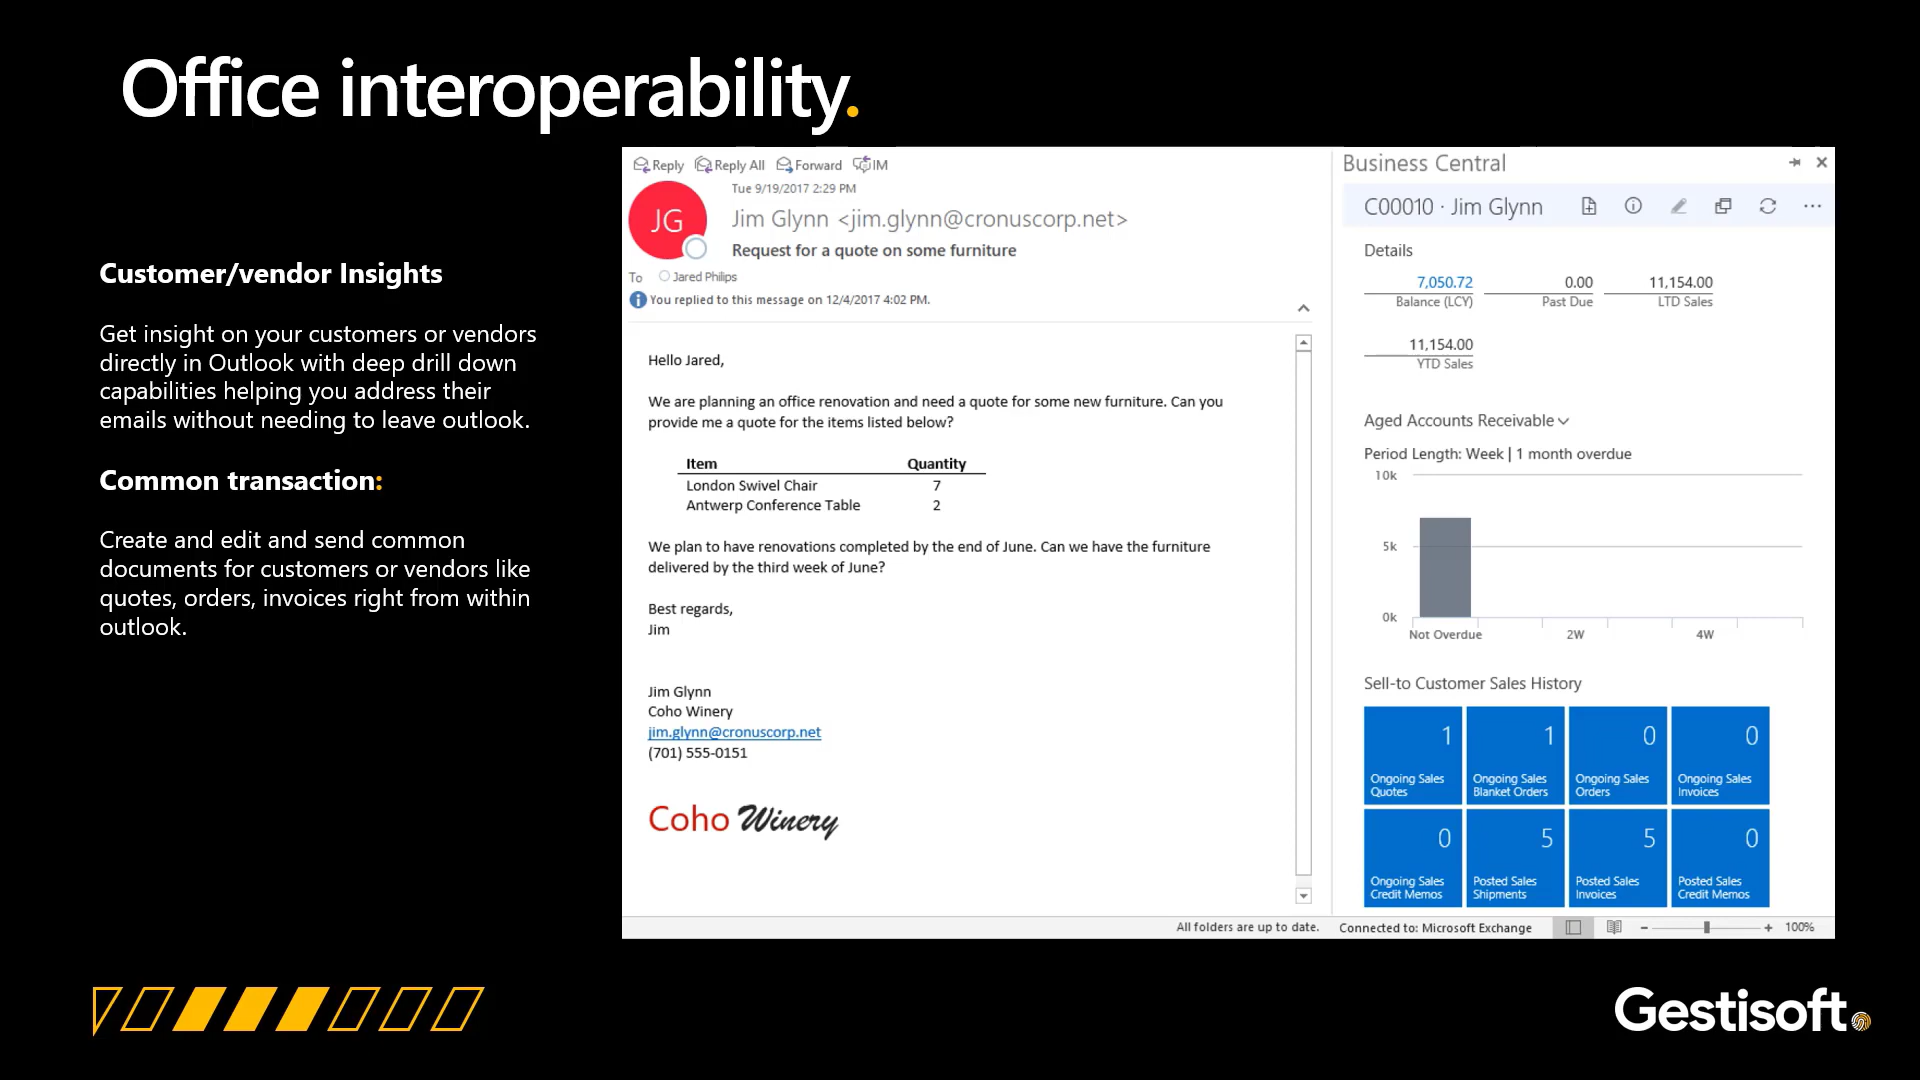 Office interoperability.
Customer/vendor Insights
Get insight on your customers or vendors
directly in Outlook with deep drill down
capabilities helping you address their
emails without needing to leave outlook.
Common transaction:
Create and edit and send common
documents for customers or vendors like
quotes, orders, invoices right from within
outlook.
Reply Reply All Forward IM
JG
Tue 9/19/2017 2:29 PM
Jim Glynn <jim.glynn@cronuscorp.net>
Request for a quote on some furniture
To Jared Philips
You replied to this message on 12/4/2017 4:02 PM.
Hello Jared,
We are planning an office renovation and need a quote for some new furniture. Can you
provide me a quote for the items listed below?
Item Quantity
London Swivel Chair 7
Antwerp Conference Table 2
We plan to have renovations completed by the end of June. Can we have the furniture
delivered by the third week of June?
Best regards,
Jim
Jim Glynn
Coho Winery
jim.glynn@cronuscorp.net
(701) 555-0151
Coho Winery
Business Central
C00010 · Jim Glynn
Details
7,050.72 0.00 11,154.00
Balance (LCY) Past Due LTD Sales
11,154.00
YTD Sales
Aged Accounts Receivable
Period Length: Week | 1 month overdue
10k
5k
0k
Not Overdue 2W 4W
Sell-to Customer Sales History
1 1 0 0
Ongoing Sales Ongoing Sales Ongoing Sales Ongoing Sales
Quotes Blanket Orders Orders Invoices
0 5 5 0
Ongoing Sales Posted Sales Posted Sales Posted Sales
Credit Memos Shipments Invoices Credit Memos
All folders are up to date. Connected to: Microsoft Exchange 100%
Gestisoft.